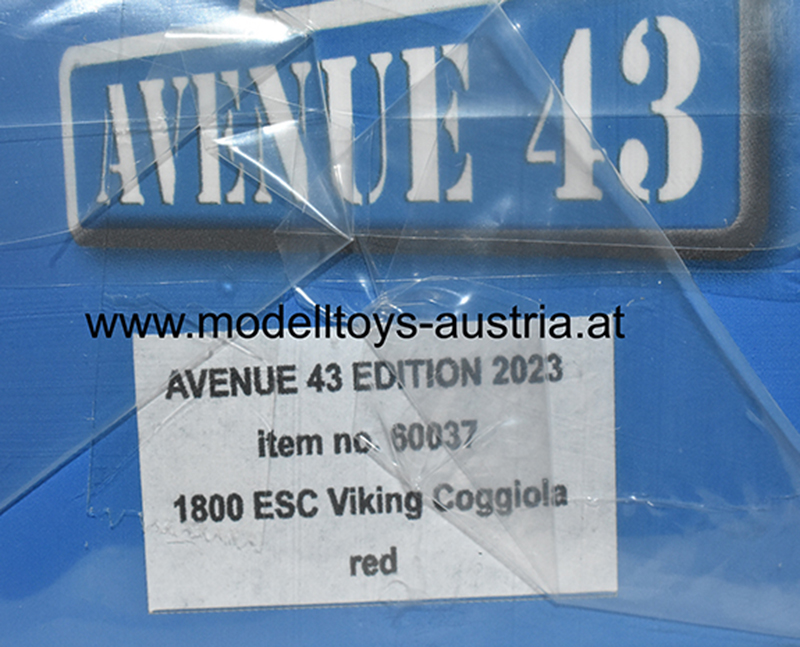 AVENUE 43
www.modelltoys-austria.at
AVENUE 43 EDITION 2023
item no. 60037
1800 ESC Viking Coggiola
red